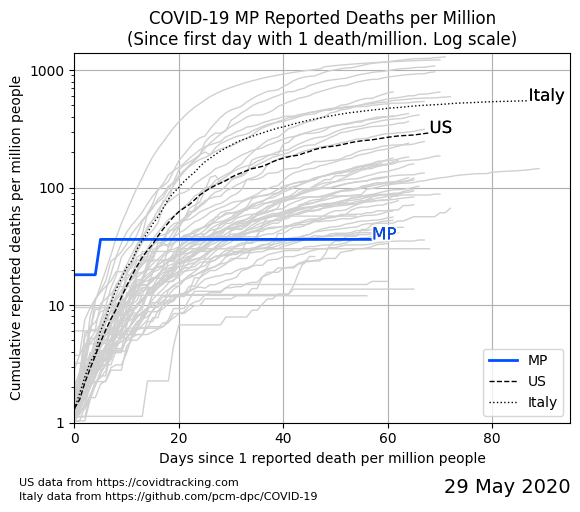 COVID-19 MP Reported Deaths per Million
(Since first day with 1 death/million. Log scale)
Cumulative reported deaths per million people
1000
100
10
1
Italy
US
MP
MP
US
Italy
0
20
40
60
80
Days since 1 reported death per million people
US data from https://covidtracking.com
Italy data from https://github.com/pcm-dpc/COVID-19
29 May 2020